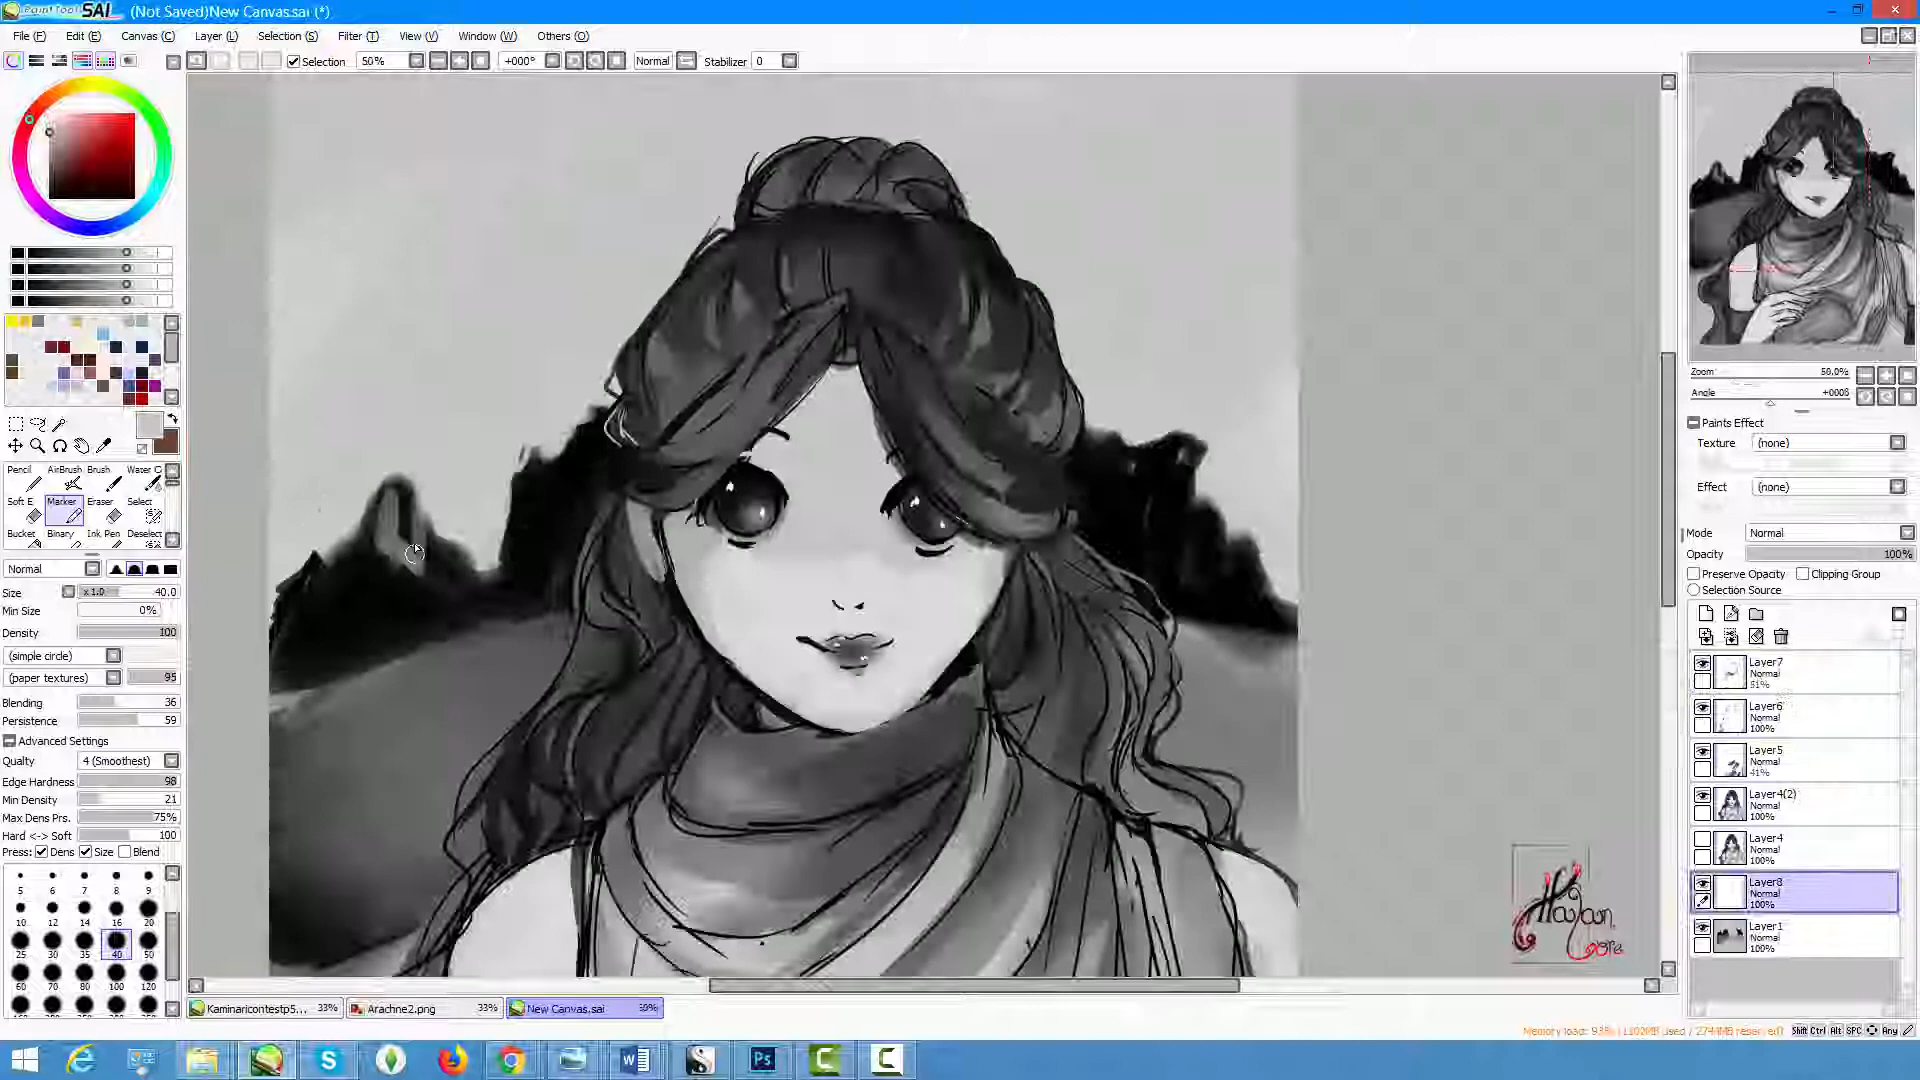 PaintTool SAI (Not Saved)New Canvas.sai (*)
File (F) Edit (E) Canvas (C) Layer (L) Selection (S) Filter (T) View (V) Window (W) Others (O)
Selection 50% +000° Normal Stabilizer 0
Pencil AirBrush Brush Water C
Soft E Marker Eraser Select
Bucket Binary Ink Pen Deselect
Normal
Size x 1.0 40.0
Min Size 0%
Density 100
(simple circle)
(paper textures) 95
Blending 36
Persistence 59
Advanced Settings
Quality 4 (Smoothest)
Edge Hardness 98
Min Density 21
Max Dens Prs. 75%
Hard <-> Soft 100
Press: Dens Size Blend
5 6 7 8 9
10 12 14 16 20
25 30 35 40 50
60 70 80 100 120
Zoom 50.0%
Angle
Paints Effect
Texture (none)
Effect (none)
Mode Normal
Opacity 100%
Preserve Opacity Clipping Group
Selection Source
Layer7
Normal
51%
Layer6
Normal
100%
Layer5
Normal
41%
Layer4(2)
Normal
100%
Layer4
Normal
100%
Layer8
Normal
100%
Layer1
Normal
100%
Kaminaricontestp5... 33% Arachne2.png 33% New Canvas.sai 50%
Shift Ctrl Alt SPC Any